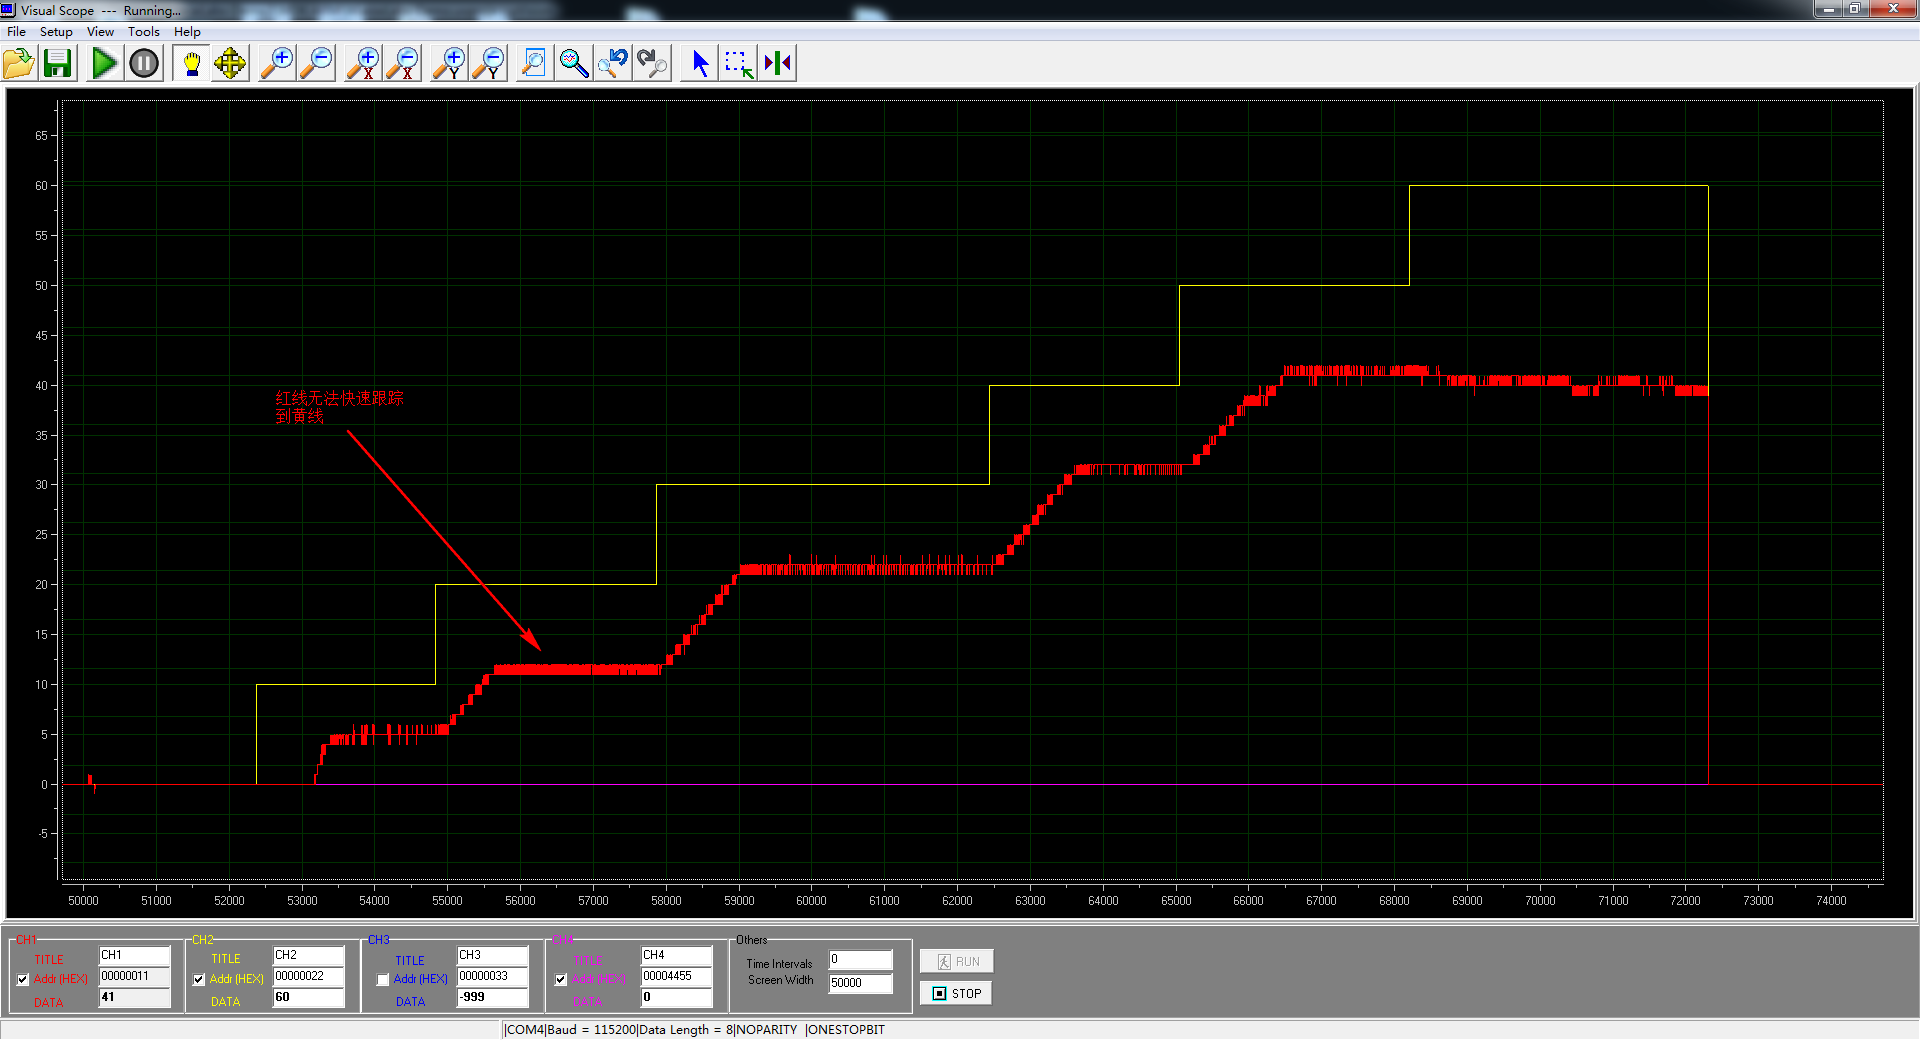 Visual Scope --- Running...
File Setup View Tools Help
65
60
55
50
45
40
35
30
25
20
15
10
5
0
-5
红线无法快速跟踪
到黄线
50000 51000 52000 53000 54000 55000 56000 57000 58000 59000 60000 61000 62000 63000 64000 65000 66000 67000 68000 69000 70000 71000 72000 73000 74000
CH1
TITLE CH1
Addr(HEX) 00000011
DATA 41
CH2
TITLE CH2
Addr(HEX) 00000022
DATA 60
CH3
TITLE CH3
Addr(HEX) 00000033
DATA -999
CH4
TITLE CH4
Addr(HEX) 00004455
DATA 0
Others
Time Intervals 0
Screen Width 50000
RUN
STOP
|COM4|Baud = 115200|Data Length = 8|NOPARITY |ONESTOPBIT